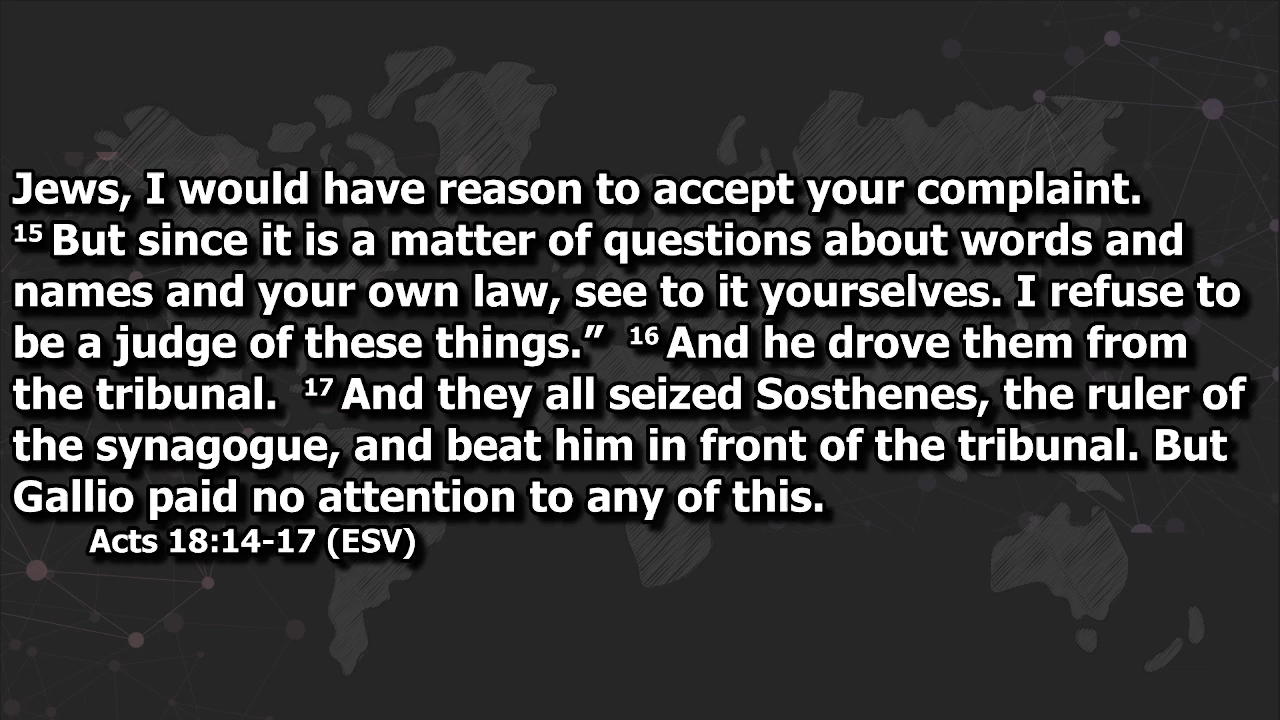 Jews, I would have reason to accept your complaint.
15 But since it is a matter of questions about words and
names and your own law, see to it yourselves. I refuse to
be a judge of these things.” 16 And he drove them from
the tribunal. 17 And they all seized Sosthenes, the ruler of
the synagogue, and beat him in front of the tribunal. But
Gallio paid no attention to any of this.
Acts 18:14-17 (ESV)